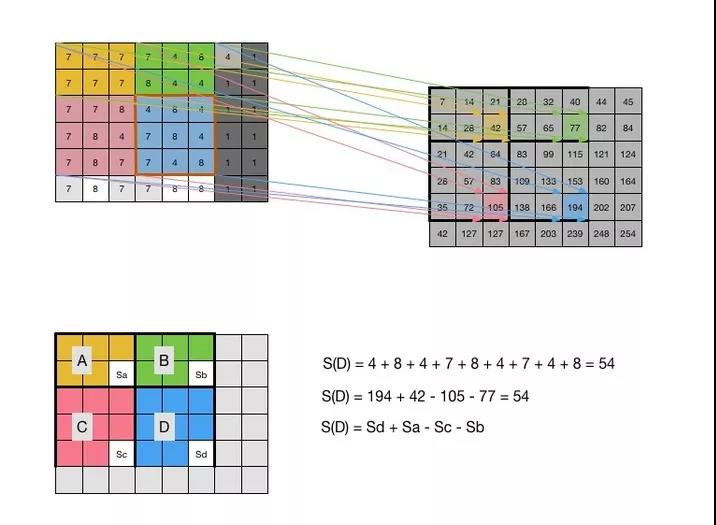 7 7 7 7 4 8 4 1
7 7 7 8 4 4 1 1
7 7 8 4 8 4 1 1
7 8 4 7 8 4 1 1
7 8 7 7 4 8 1 1
7 8 7 7 8 8 1 1
7 14 21 28 32 40 44 45
14 28 42 57 65 77 82 84
21 42 64 83 99 115 121 124
28 57 83 109 133 153 160 164
35 72 105 138 166 194 202 207
42 127 127 167 203 239 248 254
A B
Sa Sb
C D
Sc Sd
S(D) = 4 + 8 + 4 + 7 + 8 + 4 + 7 + 4 + 8 = 54
S(D) = 194 + 42 - 105 - 77 = 54
S(D) = Sd + Sa - Sc - Sb